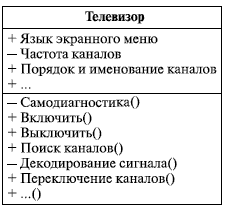 Телевизор
+ Язык экранного меню
– Частота каналов
+ Порядок и именование каналов
+ ...
– Самодиагностика()
+ Включить()
+ Выключить()
+ Поиск каналов()
– Декодирование сигнала()
+ Переключение каналов()
+ ...()